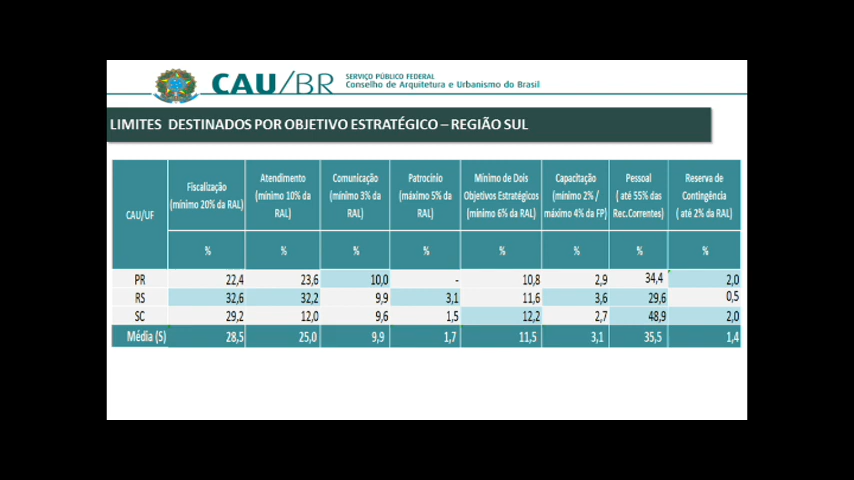 CAU/BR
SERVIÇO PÚBLICO FEDERAL
Conselho de Arquitetura e Urbanismo do Brasil
LIMITES DESTINADOS POR OBJETIVO ESTRATÉGICO – REGIÃO SUL
CAU/UF
Fiscalização
(mínimo 20% da RAL)
Atendimento
(mínimo 10% da
RAL)
Comunicação
(mínimo 3% da
RAL)
Patrocínio
(máximo 5% da
RAL)
Mínimo de Dois
Objetivos Estratégicos
(mínimo 6% da RAL)
Capacitação
(mínimo 2% /
máximo 4% da FP)
Pessoal
( até 55% das
Rec.Correntes)
Reserva de
Contingência
( até 2% da RAL)
% % % % % % % %
PR 22,4 23,6 10,0 - 10,8 2,9 34,4 2,0
RS 32,6 32,2 9,9 3,1 11,6 3,6 29,6 0,5
SC 29,2 12,0 9,6 1,5 12,2 2,7 48,9 2,0
Média (S) 28,5 25,0 9,9 1,7 11,5 3,1 35,5 1,4